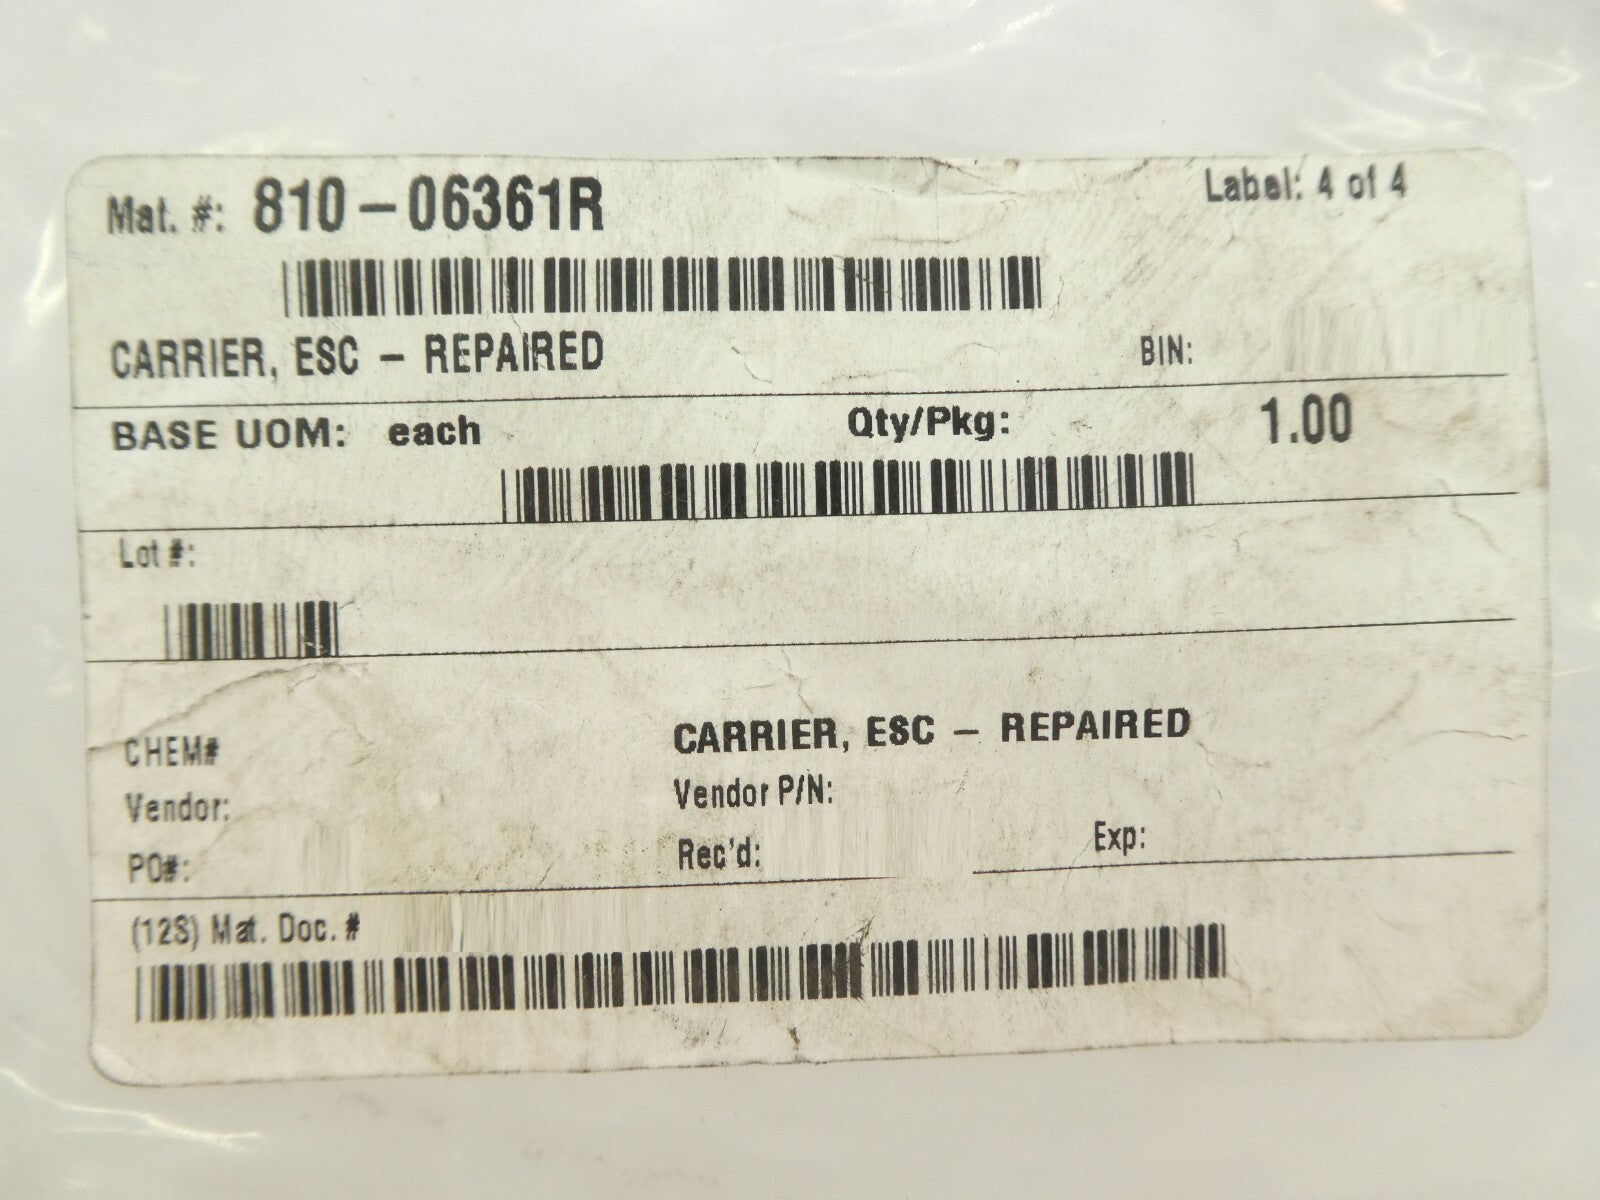 Mat. #: 810-06361R
Label: 4 of 4
CARRIER, ESC - REPAIRED
BIN:
BASE UOM: each
Qty/Pkg: 1.00
Lot #:
CHEM#
CARRIER, ESC - REPAIRED
Vendor:
Vendor P/N:
PO#:
Rec'd:
Exp:
(12S) Mat. Doc. #